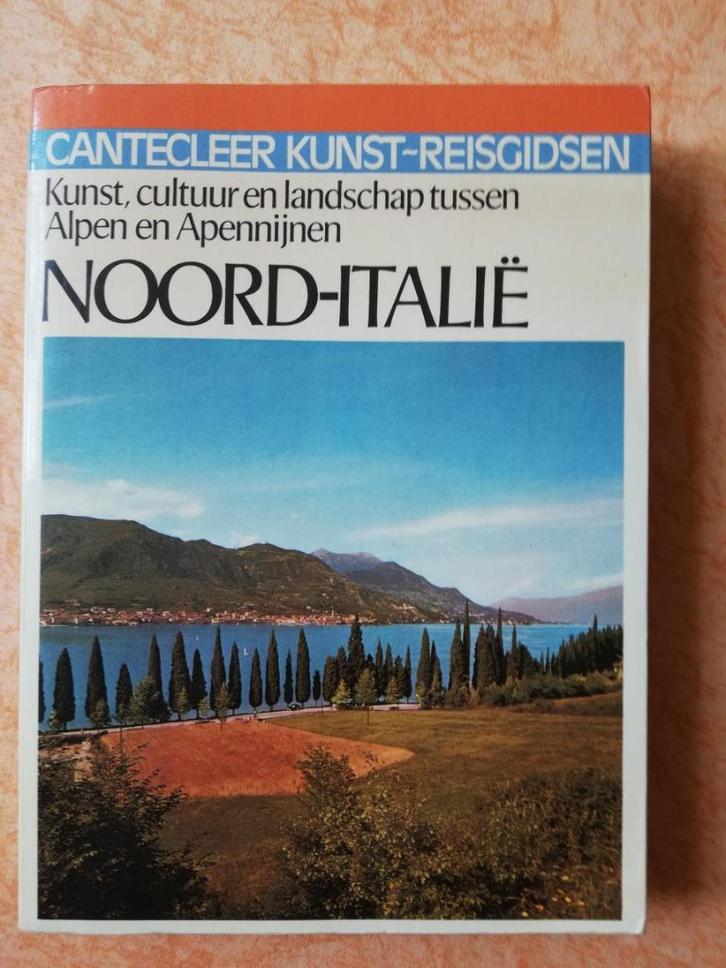 CANTECLEER KUNST~REISGIDSEN
Kunst, cultuur en landschap tussen
Alpen en Apennijnen
NOORD-ITALIË